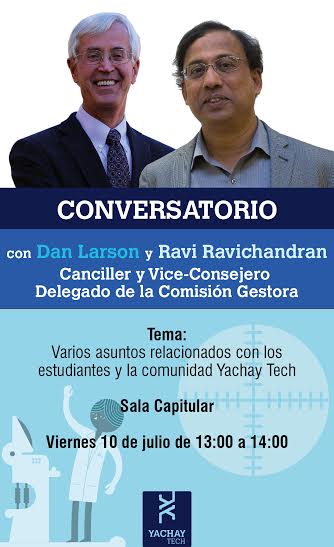 CONVERSATORIO
con Dan Larson y Ravi Ravichandran
Canciller y Vice-Consejero
Delegado de la Comisión Gestora
Tema:
Varios asuntos relacionados con los
estudiantes y la comunidad Yachay Tech
Sala Capitular
Viernes 10 de julio de 13:00 a 14:00
YACHAY
TECH